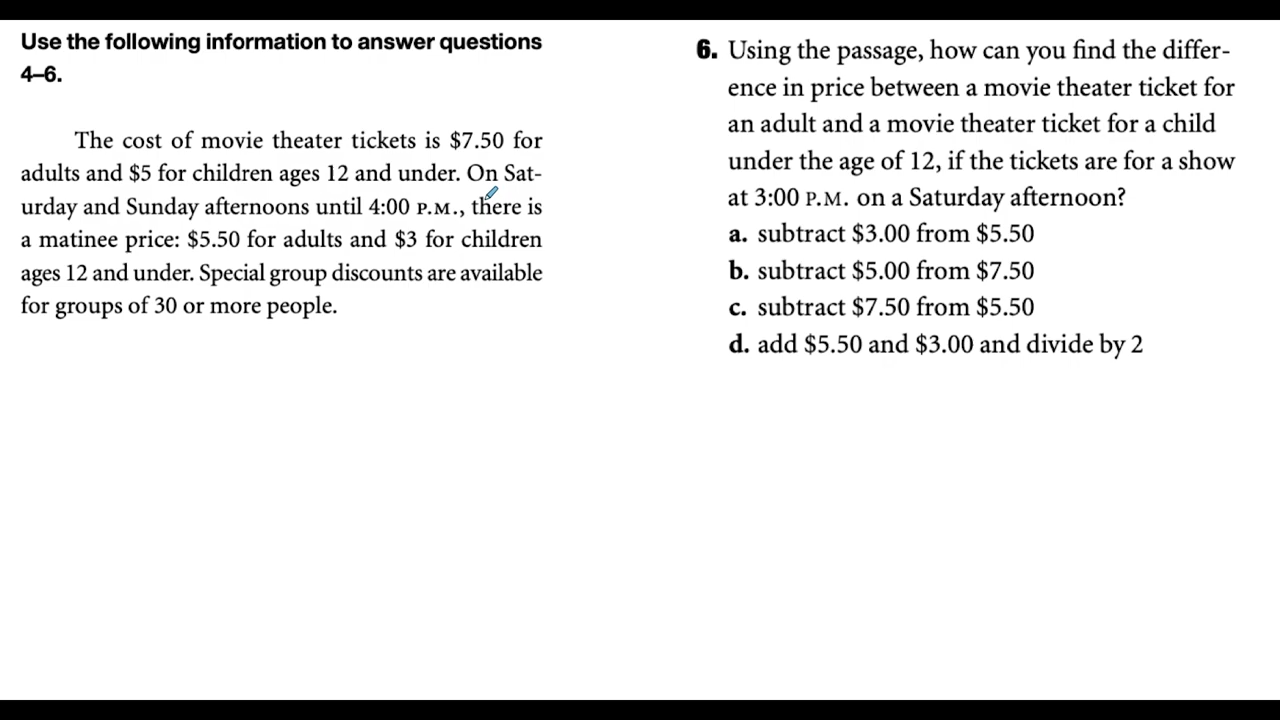 Use the following information to answer questions
4–6.
The cost of movie theater tickets is $7.50 for
adults and $5 for children ages 12 and under. On Sat-
urday and Sunday afternoons until 4:00 P.M., there is
a matinee price: $5.50 for adults and $3 for children
ages 12 and under. Special group discounts are available
for groups of 30 or more people.
6. Using the passage, how can you find the differ-
ence in price between a movie theater ticket for
an adult and a movie theater ticket for a child
under the age of 12, if the tickets are for a show
at 3:00 P.M. on a Saturday afternoon?
a. subtract $3.00 from $5.50
b. subtract $5.00 from $7.50
c. subtract $7.50 from $5.50
d. add $5.50 and $3.00 and divide by 2